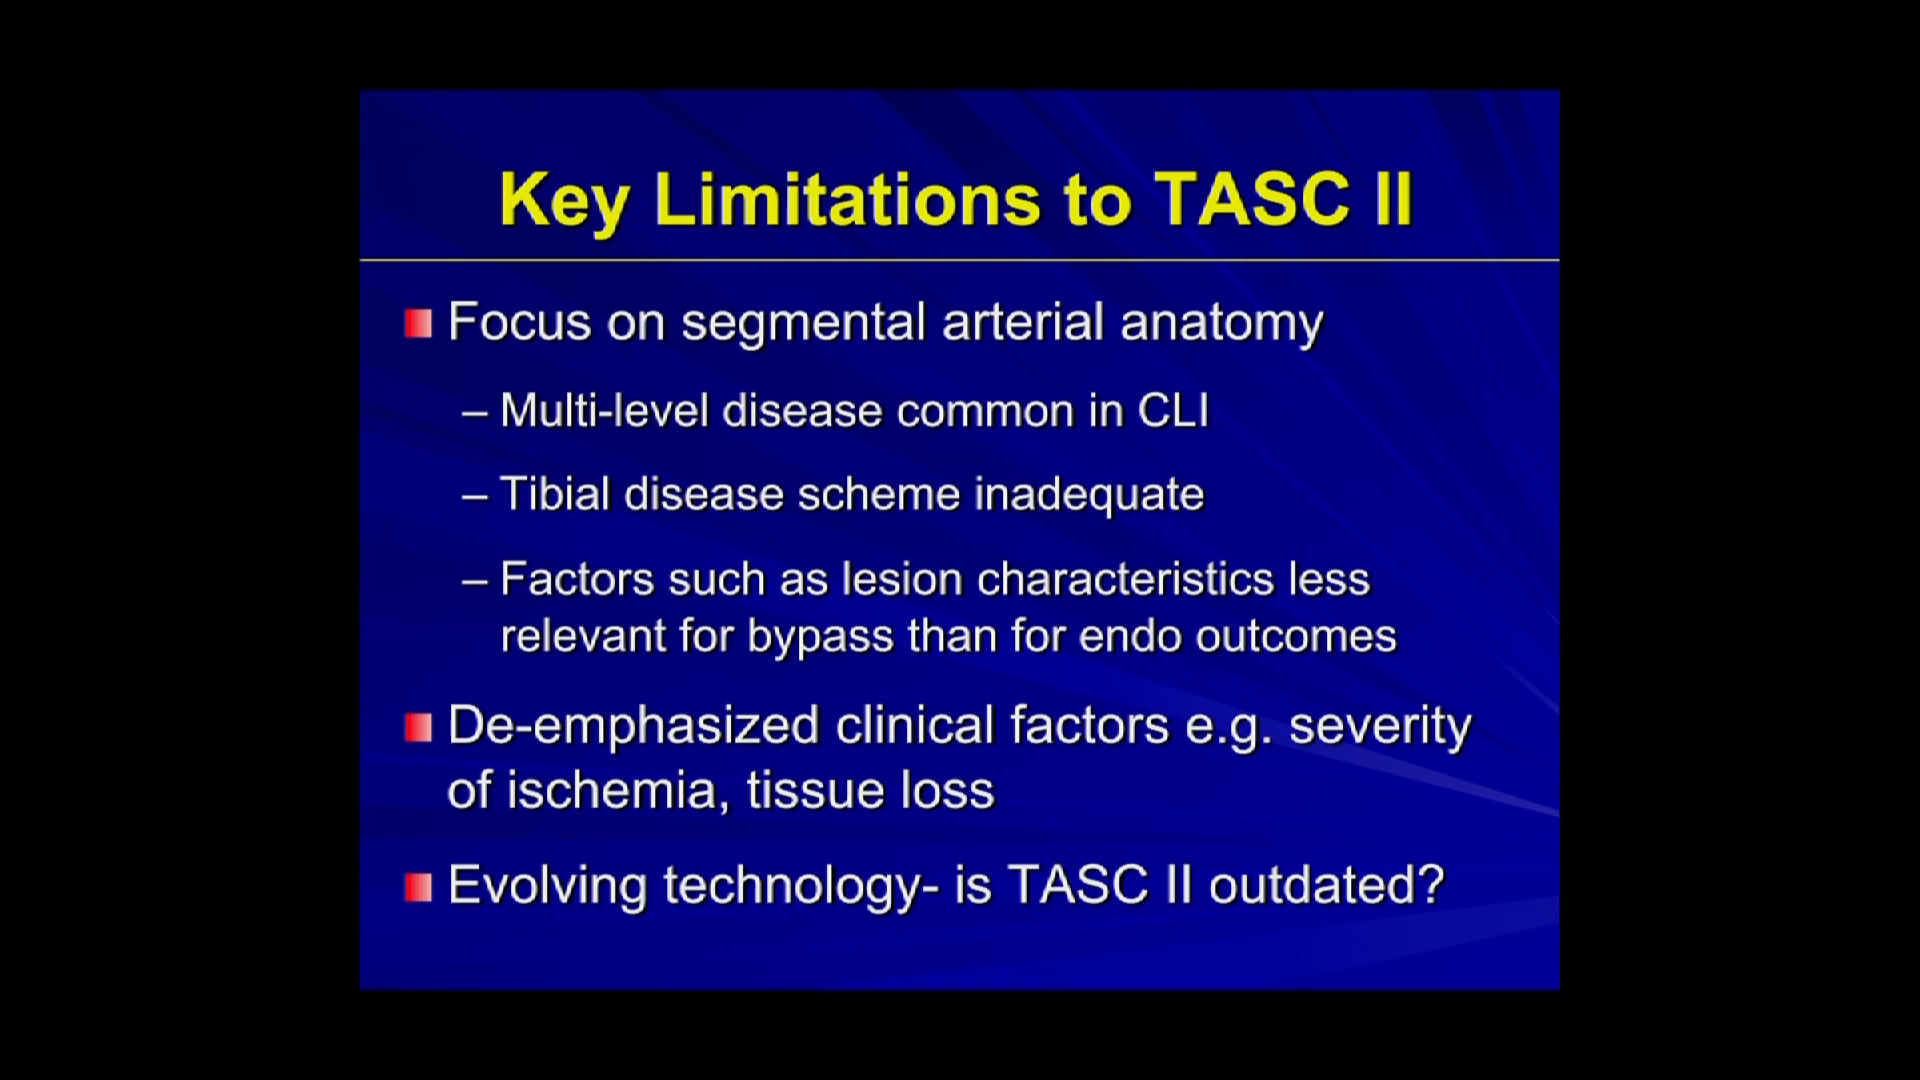 Key Limitations to TASC II
Focus on segmental arterial anatomy
– Multi-level disease common in CLI
– Tibial disease scheme inadequate
– Factors such as lesion characteristics less
relevant for bypass than for endo outcomes
De-emphasized clinical factors e.g. severity
of ischemia, tissue loss
Evolving technology- is TASC II outdated?